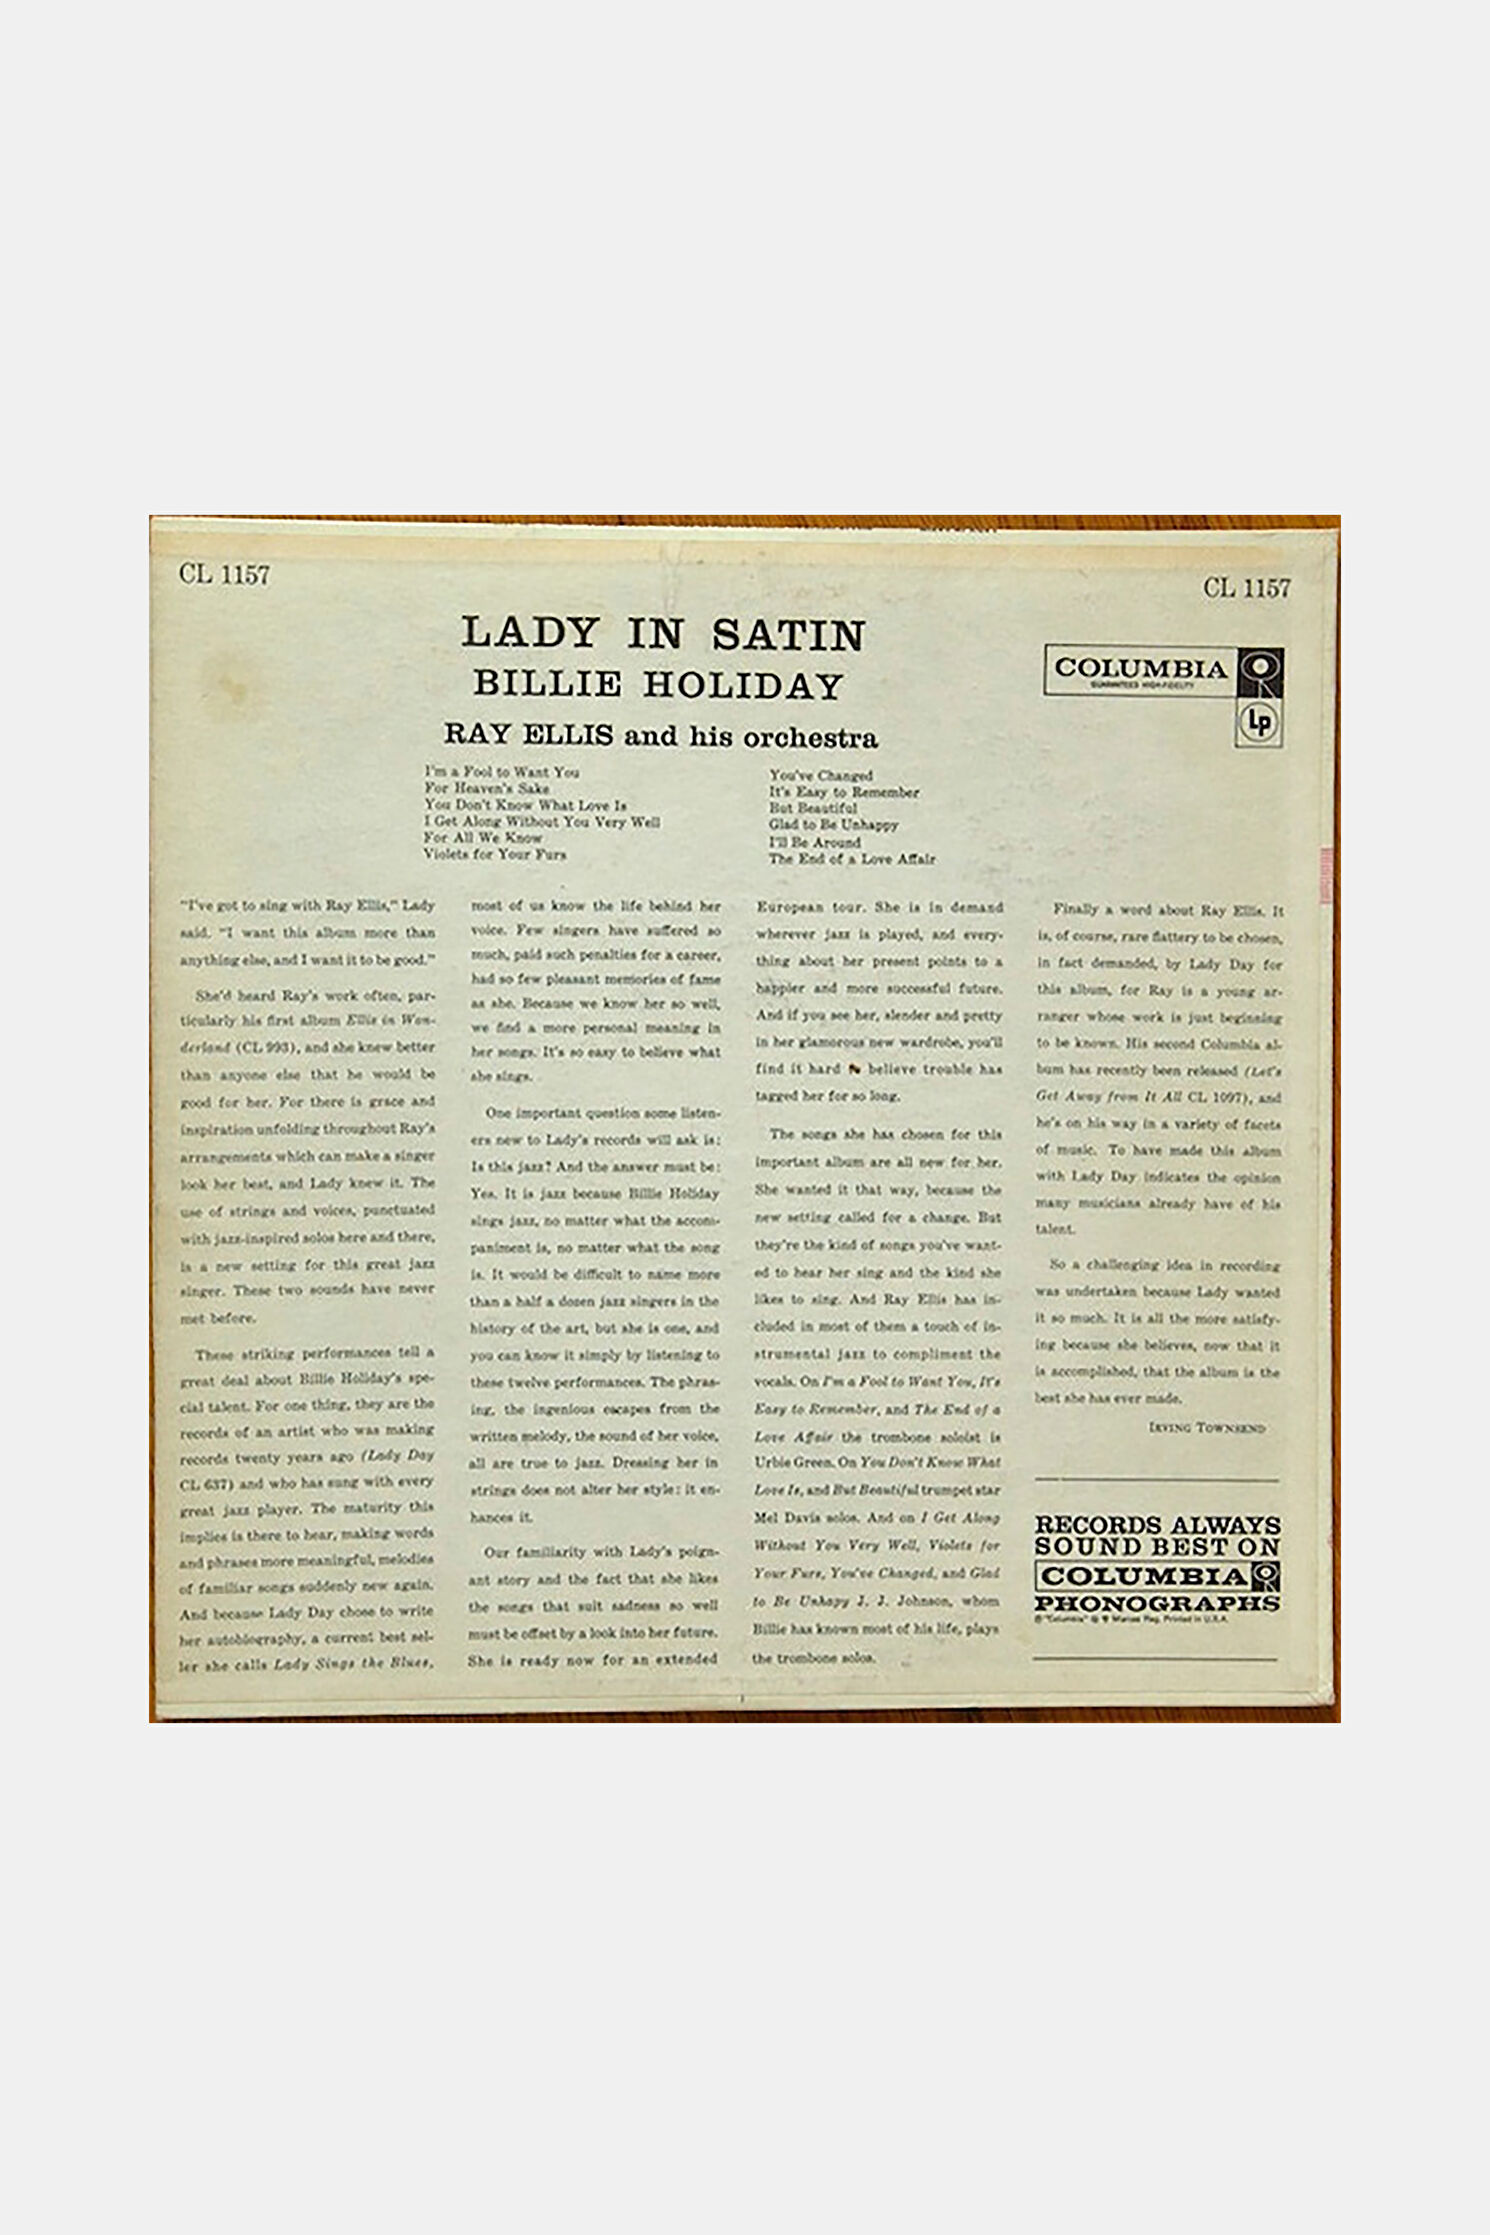 CL 1157
CL 1157
LADY IN SATIN
BILLIE HOLIDAY
RAY ELLIS and his orchestra
COLUMBIA
GUARANTEED HIGH-FIDELITY
Lp
I'm a Fool to Want You
For Heaven's Sake
You Don't Know What Love Is
I Get Along Without You Very Well
For All We Know
Violets for Your Furs
You've Changed
It's Easy to Remember
But Beautiful
Glad to Be Unhappy
I'll Be Around
The End of a Love Affair
"I've got to sing with Ray Ellis," Lady
said. "I want this album more than
anything else, and I want it to be good."
She'd heard Ray's work often, par-
ticularly his first album Ellis in Won-
derland (CL 993), and she knew better
than anyone else that he would be
good for her. For there is grace and
inspiration unfolding throughout Ray's
arrangements which can make a singer
look her best, and Lady knew it. The
use of strings and voices, punctuated
with jazz-inspired solos here and there,
is a new setting for this great jazz
singer. These two sounds have never
met before.
These striking performances tell a
great deal about Billie Holiday's spe-
cial talent. For one thing, they are the
records of an artist who was making
records twenty years ago (Lady Day
CL 637) and who has sung with every
great jazz player. The maturity this
implies is there to hear, making words
and phrases more meaningful, melodies
of familiar songs suddenly new again.
And because Lady Day chose to write
her autobiography, a current best sel-
ler she calls Lady Sings the Blues,
most of us know the life behind her
voice. Few singers have suffered so
much, paid such penalties for a career,
had so few pleasant memories of fame
as she. Because we know her so well,
we find a more personal meaning in
her songs. It's so easy to believe what
she sings.
One important question some listen-
ers new to Lady's records will ask is:
Is this jazz? And the answer must be:
Yes. It is jazz because Billie Holiday
sings jazz, no matter what the accom-
paniment is, no matter what the song
is. It would be difficult to name more
than a half a dozen jazz singers in the
history of the art, but she is one, and
you can know it simply by listening to
these twelve performances. The phras-
ing, the ingenious escapes from the
written melody, the sound of her voice,
all are true to jazz. Dressing her in
strings does not alter her style: it en-
hances it.
Our familiarity with Lady's poign-
ant story and the fact that she likes
the songs that suit sadness so well
must be offset by a look into her future.
She is ready now for an extended
European tour. She is in demand
wherever jazz is played, and every-
thing about her present points to a
happier and more successful future.
And if you see her, slender and pretty
in her glamorous new wardrobe, you'll
find it hard believe trouble has
tagged her for so long.
The songs she has chosen for this
important album are all new for her.
She wanted it that way, because the
new setting called for a change. But
they're the kind of songs you've want-
ed to hear her sing and the kind she
likes to sing. And Ray Ellis has in-
cluded in most of them a touch of in-
strumental jazz to compliment the
vocals. On I'm a Fool to Want You, It's
Easy to Remember, and The End of a
Love Affair the trombone soloist is
Urbie Green. On You Don't Know What
Love Is, and But Beautiful trumpet star
Mel Davis solos. And on I Get Along
Without You Very Well, Violets for
Your Furs, You've Changed, and Glad
to Be Unhapy J. J. Johnson, whom
Billie has known most of his life, plays
the trombone solos.
Finally a word about Ray Ellis. It
is, of course, rare flattery to be chosen,
in fact demanded, by Lady Day for
this album, for Ray is a young ar-
ranger whose work is just beginning
to be known. His second Columbia al-
bum has recently been released (Let's
Get Away from It All CL 1097), and
he's on his way in a variety of facets
of music. To have made this album
with Lady Day indicates the opinion
many musicians already have of his
talent.
So a challenging idea in recording
was undertaken because Lady wanted
it so much. It is all the more satisfy-
ing because she believes, now that it
is accomplished, that the album is the
best she has ever made.
IRVING TOWNSEND
RECORDS ALWAYS
SOUND BEST ON
COLUMBIA
PHONOGRAPHS
"Columbia" Marcas Reg. Printed in U.S.A.